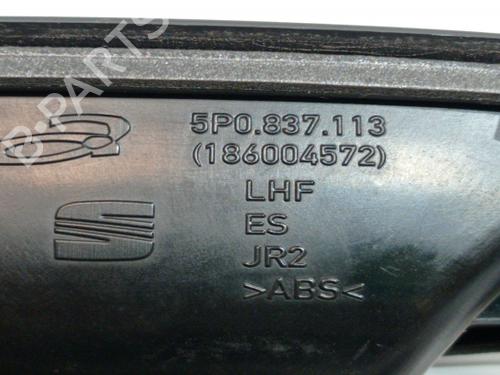 5P0.837.113
(186004572)
LHF
ES
JR2
>ABS<
B-PARTS